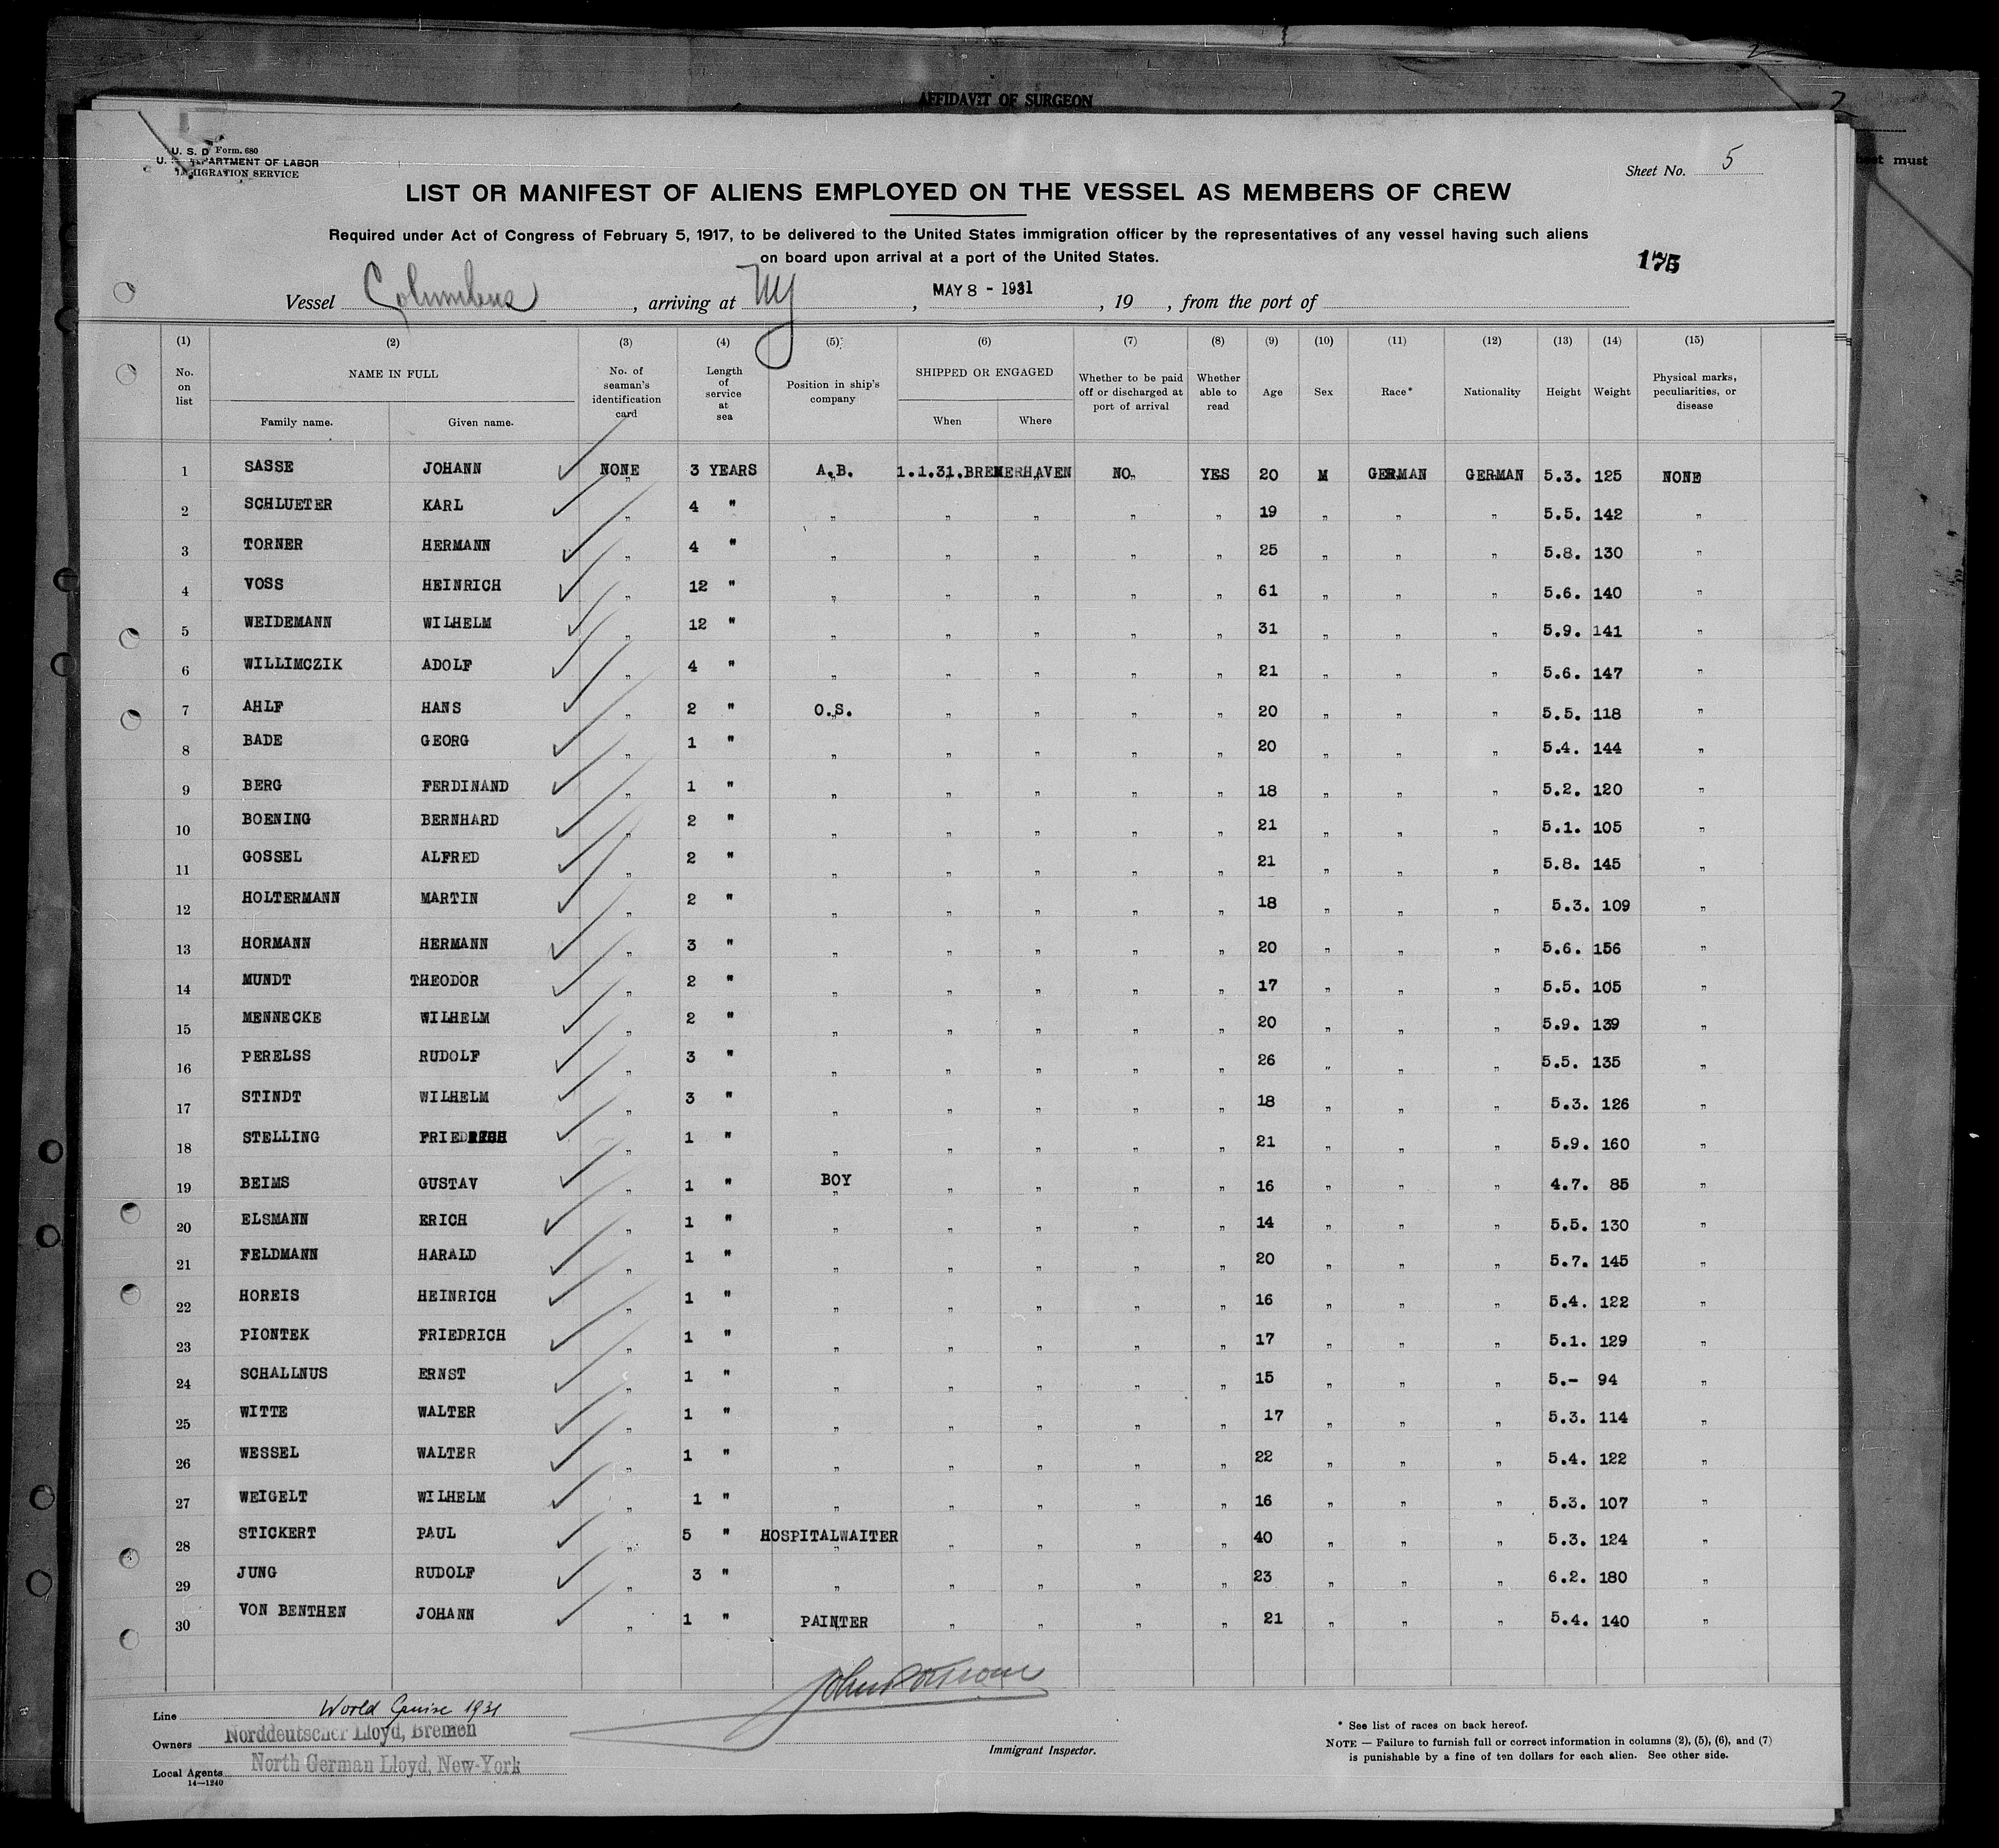 AFFIDAVIT OF SURGEON
2
2
must
U. S. D Form. 680
U. DEPARTMENT OF LABOR
IMMIGRATION SERVICE
Sheet No. 5
LIST OR MANIFEST OF ALIENS EMPLOYED ON THE VESSEL AS MEMBERS OF CREW
Required under Act of Congress of February 5, 1917, to be delivered to the United States immigration officer by the representatives of any vessel having such aliens
on board upon arrival at a port of the United States.
175
Vessel Columbus, arriving at NY, MAY 8 - 1931, 19 , from the port of
(1) (2) (3) (4) (5) (6) (7) (8) (9) (10) (11) (12) (13) (14) (15)
No. on list NAME IN FULL Family name. Given name. No. of seaman's identification card Length of service at sea Position in ship's company SHIPPED OR ENGAGED When Where Whether to be paid off or discharged at port of arrival Whether able to read Age Sex Race* Nationality Height Weight Physical marks, peculiarities, or disease
1 SASSE JOHANN NONE 3 YEARS A.B. 1.1.31. BREMERHAVEN NO YES 20 M GERMAN GERMAN 5.3. 125 NONE
2 SCHLUETER KARL " 4 " " " " " " 19 " " " 5.5. 142 "
3 TORNER HERMANN " 4 " " " " " " 25 " " " 5.8. 130 "
4 VOSS HEINRICH " 12 " " " " " " 61 " " " 5.6. 140 "
5 WEIDEMANN WILHELM " 12 " " " " " " 31 " " " 5.9. 141 "
6 WILLIMCZIK ADOLF " 4 " " " " " " 21 " " " 5.6. 147 "
7 AHLF HANS " 2 " O.S. " " " " 20 " " " 5.5. 118 "
8 BADE GEORG " 1 " " " " " " 20 " " " 5.4. 144 "
9 BERG FERDINAND " 1 " " " " " " 18 " " " 5.2. 120 "
10 BOENING BERNHARD " 2 " " " " " " 21 " " " 5.1. 105 "
11 GOSSEL ALFRED " 2 " " " " " " 21 " " " 5.8. 145 "
12 HOLTERMANN MARTIN " 2 " " " " " " 18 " " " 5.3. 109 "
13 HORMANN HERMANN " 3 " " " " " " 20 " " " 5.6. 156 "
14 MUNDT THEODOR " 2 " " " " " " 17 " " " 5.5. 105 "
15 MENNECKE WILHELM " 2 " " " " " " 20 " " " 5.9. 139 "
16 PERELSS RUDOLF " 3 " " " " " " 26 " " " 5.5. 135 "
17 STINDT WILHELM " 3 " " " " " " 18 " " " 5.3. 126 "
18 STELLING FRIEDRICH " 1 " " " " " " 21 " " " 5.9. 160 "
19 BEIMS GUSTAV " 1 " BOY " " " " 16 " " " 4.7. 85 "
20 ELSMANN ERICH " 1 " " " " " " 14 " " " 5.5. 130 "
21 FELDMANN HARALD " 1 " " " " " " 20 " " " 5.7. 145 "
22 HOREIS HEINRICH " 1 " " " " " " 16 " " " 5.4. 122 "
23 PIONTEK FRIEDRICH " 1 " " " " " " 17 " " " 5.1. 129 "
24 SCHALLNUS ERNST " 1 " " " " " " 15 " " " 5.- 94 "
25 WITTE WALTER " 1 " " " " " " 17 " " " 5.3. 114 "
26 WESSEL WALTER " 1 " " " " " " 22 " " " 5.4. 122 "
27 WEIGELT WILHELM " 1 " " " " " " 16 " " " 5.3. 107 "
28 STICKERT PAUL " 5 " HOSPITALWAITER " " " " 40 " " " 5.3. 124 "
29 JUNG RUDOLF " 3 " " " " " " 23 " " " 6.2. 180 "
30 VON BENTHEN JOHANN " 1 " PAINTER " " " " 21 " " " 5.4. 140 "
Line World Cruise 1931
Owners Norddeutscher Lloyd, Bremen
Local Agents North German Lloyd, New-York
14—1240
Immigrant Inspector.
* See list of races on back hereof.
NOTE — Failure to furnish full or correct information in columns (2), (5), (6), and (7)
is punishable by a fine of ten dollars for each alien. See other side.